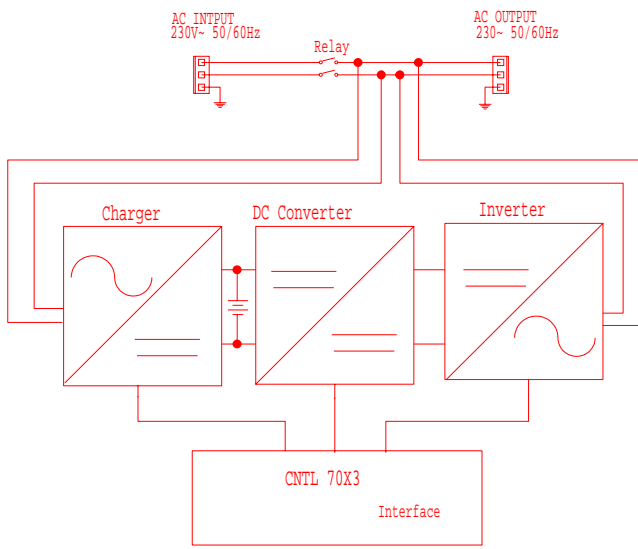 AC INTPUT
230V~ 50/60Hz
AC OUTPUT
230~ 50/60Hz
Relay
Charger
DC Converter
Inverter
CNTL 70X3
Interface